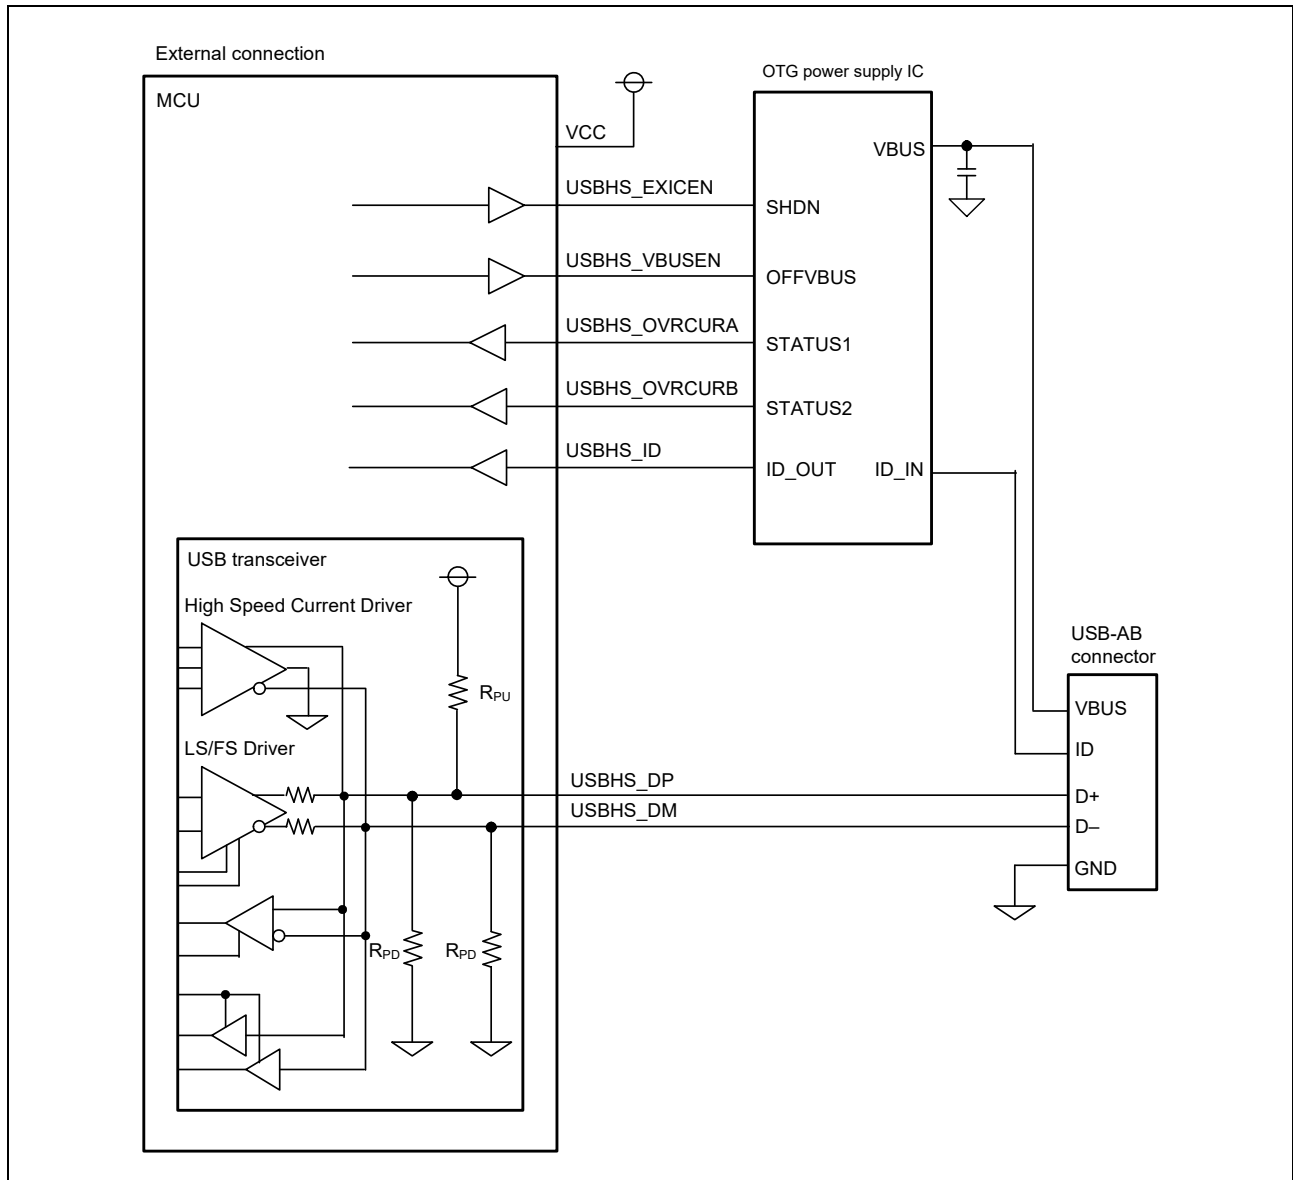 External connection
OTG power supply IC
MCU
VCC
VBUS
USBHS_EXICEN
SHDN
USBHS_VBUSEN
OFFVBUS
USBHS_OVRCURA
STATUS1
USBHS_OVRCURB
STATUS2
USBHS_ID
ID_OUT
ID_IN
USB transceiver
High Speed Current Driver
RPU
LS/FS Driver
USB-AB
connector
VBUS
ID
USBHS_DP
D+
USBHS_DM
D–
GND
RPD
RPD